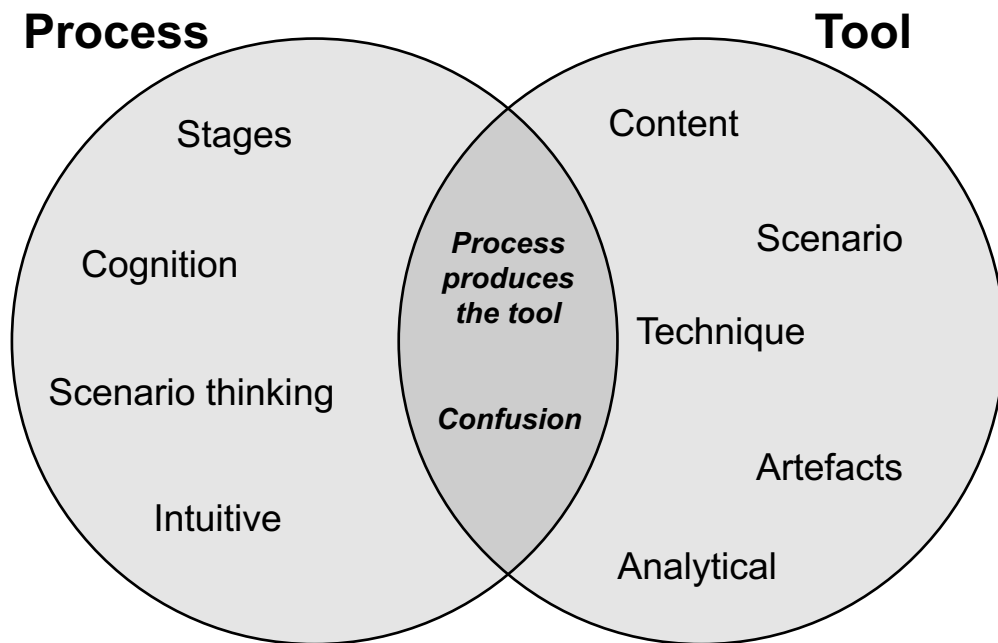 Process
Tool
Stages
Cognition
Scenario thinking
Intuitive
Process
produces
the tool
Confusion
Content
Scenario
Technique
Artefacts
Analytical